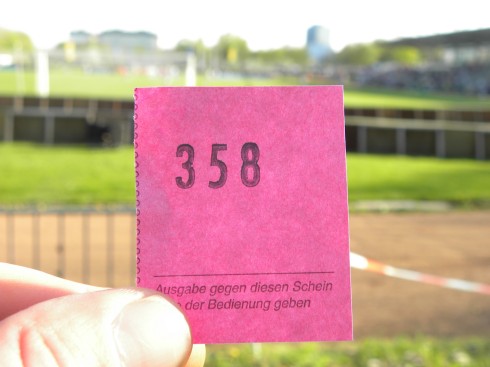 358
Ausgabe gegen diesen Schein
der Bedienung geben